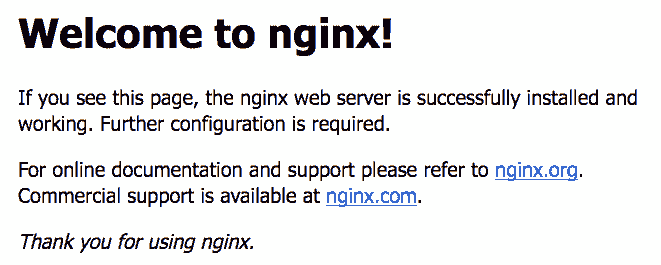 Welcome to nginx!
If you see this page, the nginx web server is successfully installed and
working. Further configuration is required.
For online documentation and support please refer to nginx.org.
Commercial support is available at nginx.com.
Thank you for using nginx.